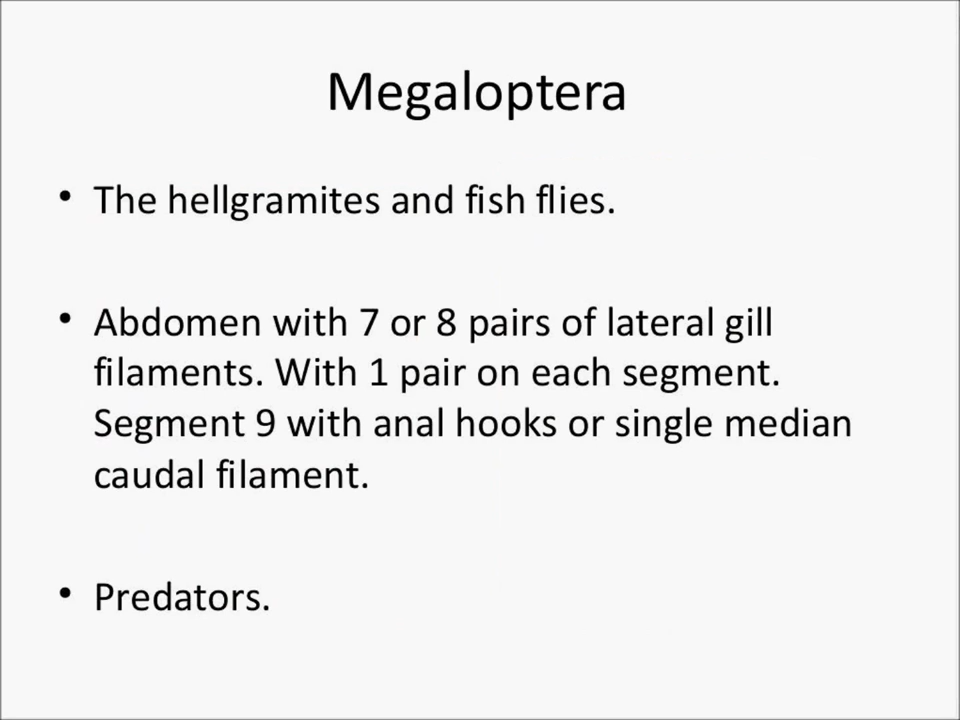 Megaloptera
• The hellgramites and fish flies.
• Abdomen with 7 or 8 pairs of lateral gill
filaments. With 1 pair on each segment.
Segment 9 with anal hooks or single median
caudal filament.
• Predators.